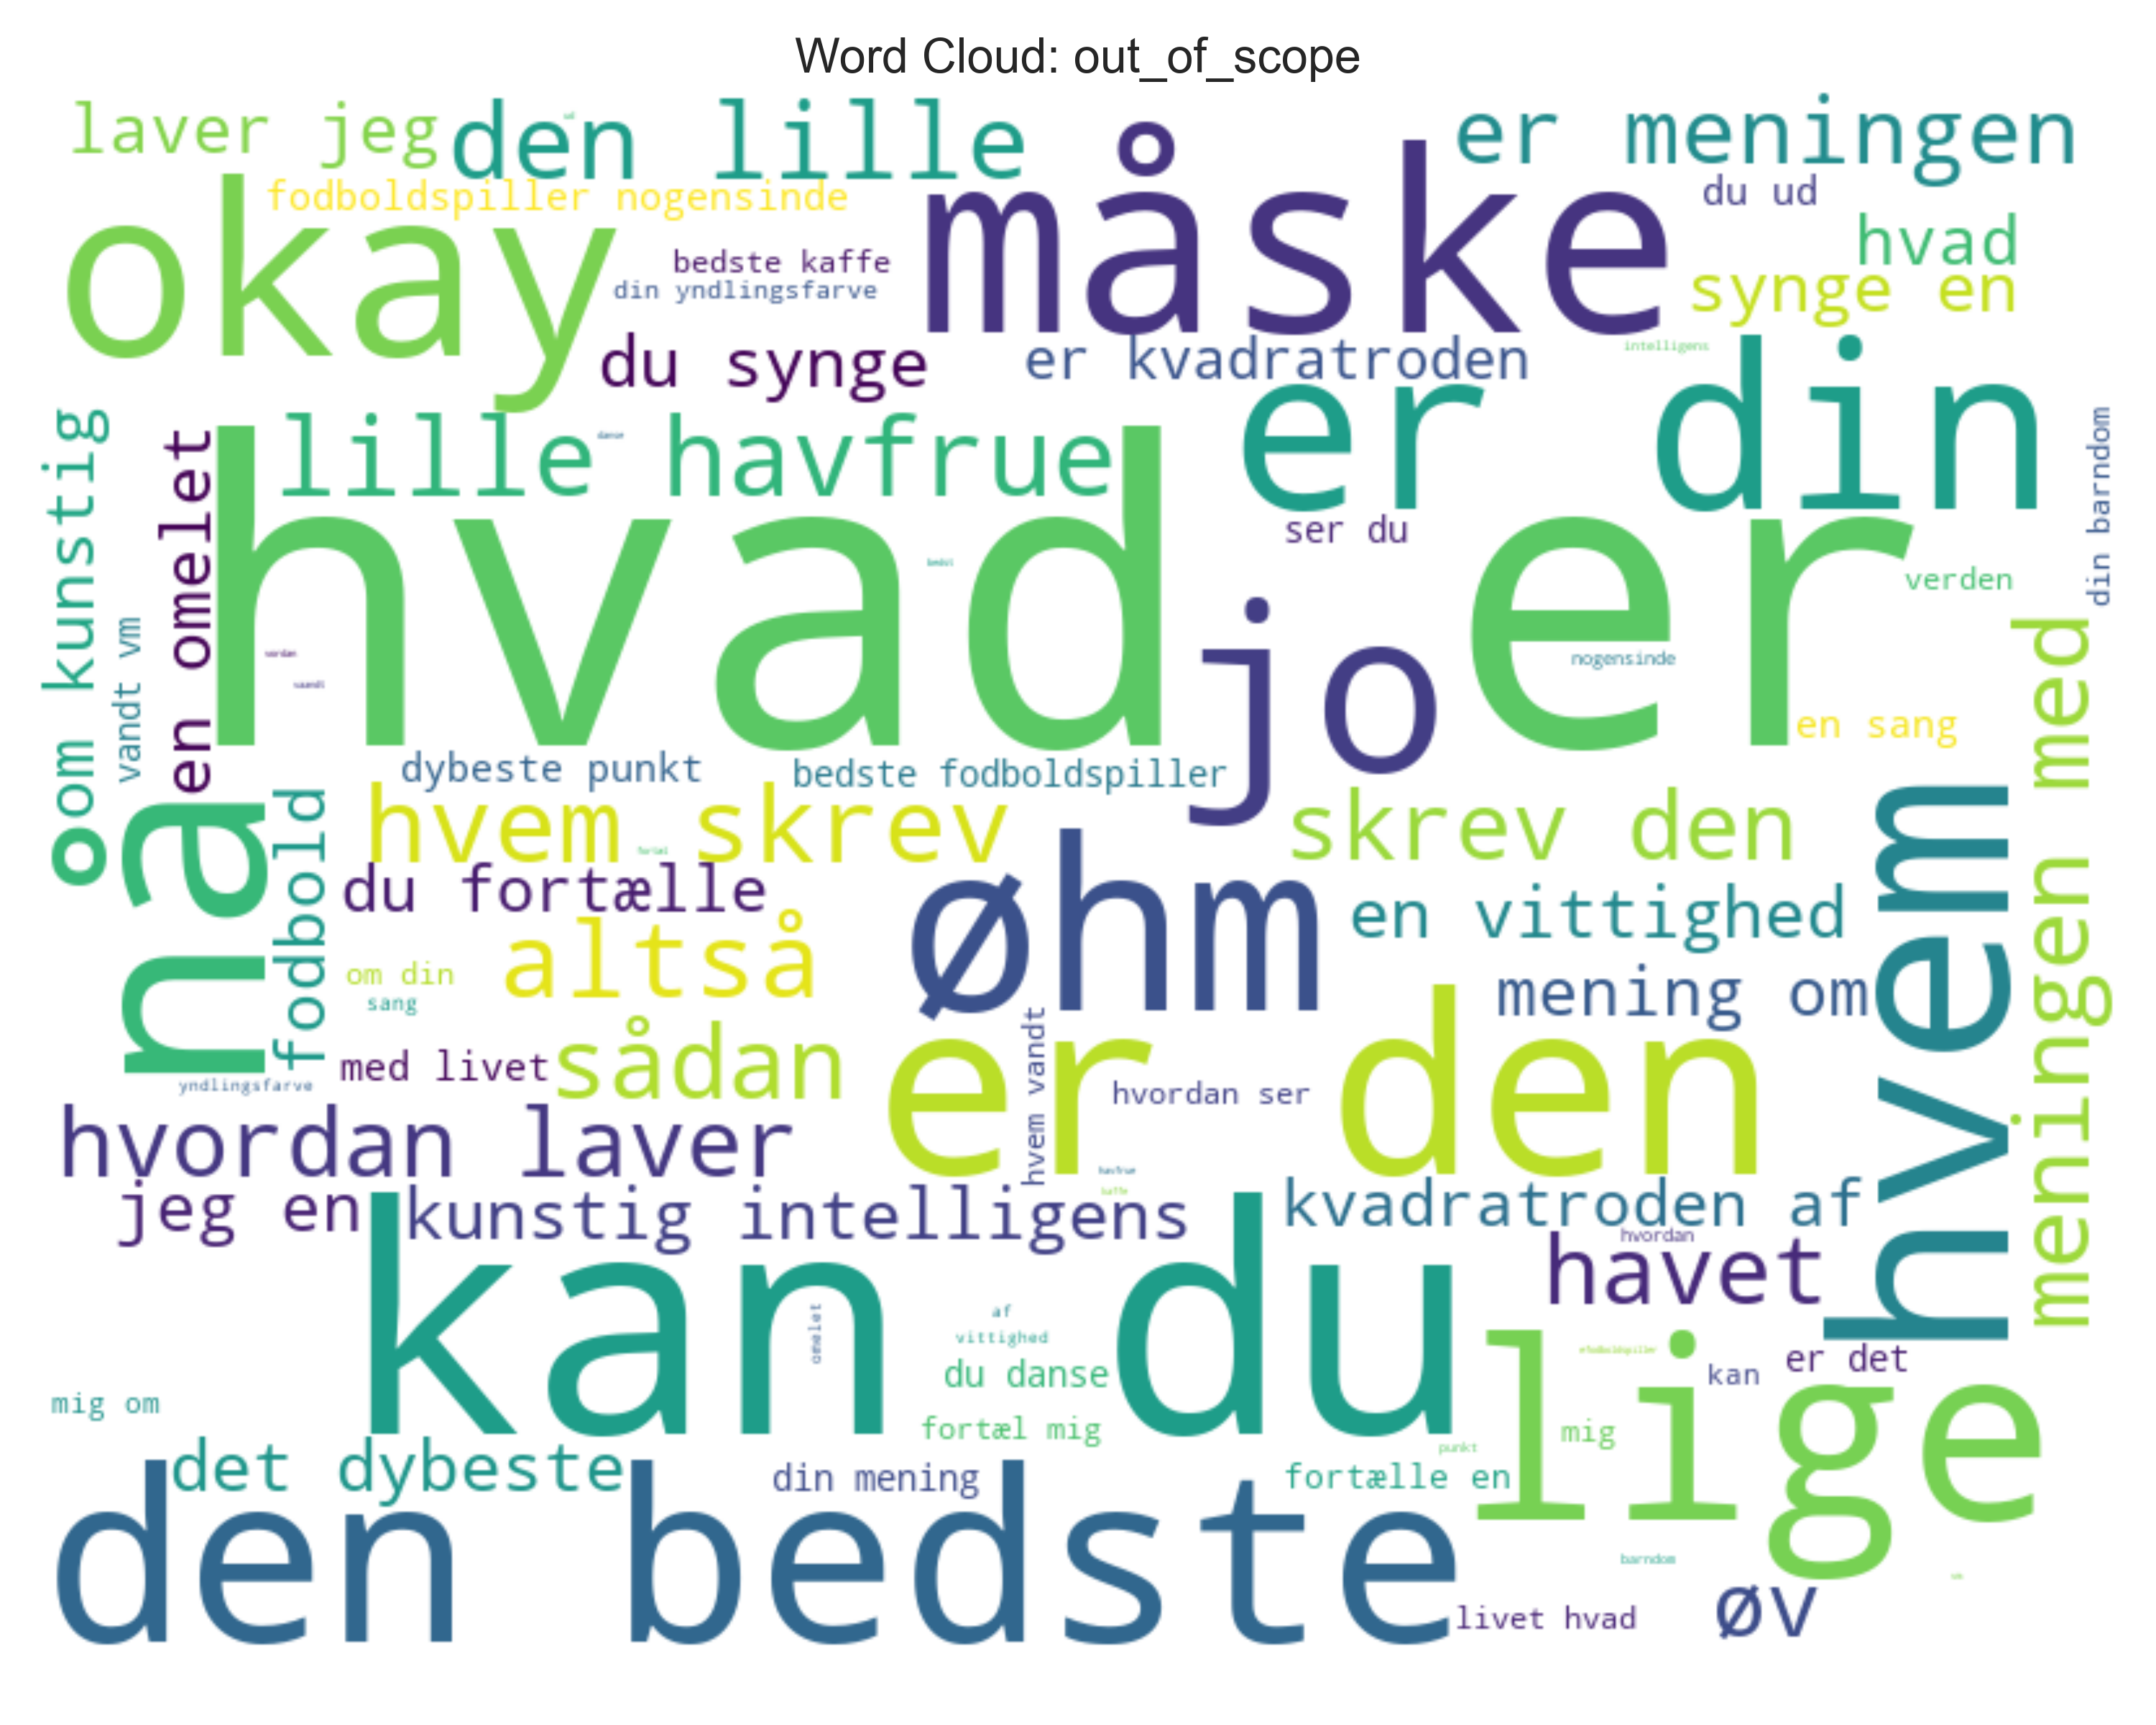 Word Cloud: out_of_scope
laver jeg
den lille
er meningen
fodboldspiller nogensinde
måske
du ud
okay
hvad
bedste kaffe
din yndlingsfarve
synge en
du synge
er kvadratroden
intelligens
er din
lille havfrue
danse
om kunstig
en omelet
din barndom
hvad er
ser du
bedst
verden
jo
vandt vm
nogensinde
en sang
meningen med
dybeste punkt
bedste fodboldspiller
hvem skrev
skrev den
nå
fodbold
hvem
du fortælle
øhm
en vittighed
altså
om din
sang
mening om
med livet
sådan
er den
hvem vandt
yndlingsfarve
hvordan ser
hvordan laver
havfrue
kaffe
jeg en
kunstig intelligens
kvadratroden af
hvordan
havet
kan du
omelet
af
vittighed
du danse
kan
er det
lige
mig om
fortæl mig
mig
punkt
det dybeste
din mening
fortælle en
den bedste
barndom
livet hvad
øv